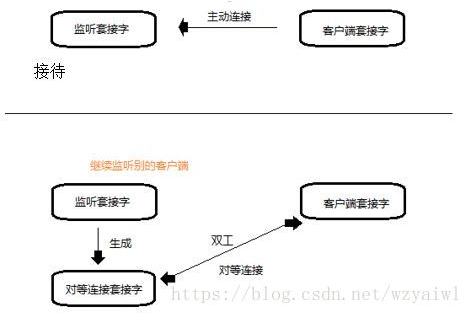 监听套接字
主动连接
客户端套接字
接待
继续监听别的客户端
监听套接字
客户端套接字
生成
双工
对等连接
对等连接套接字
https://blog.csdn.net/wzyaiwl